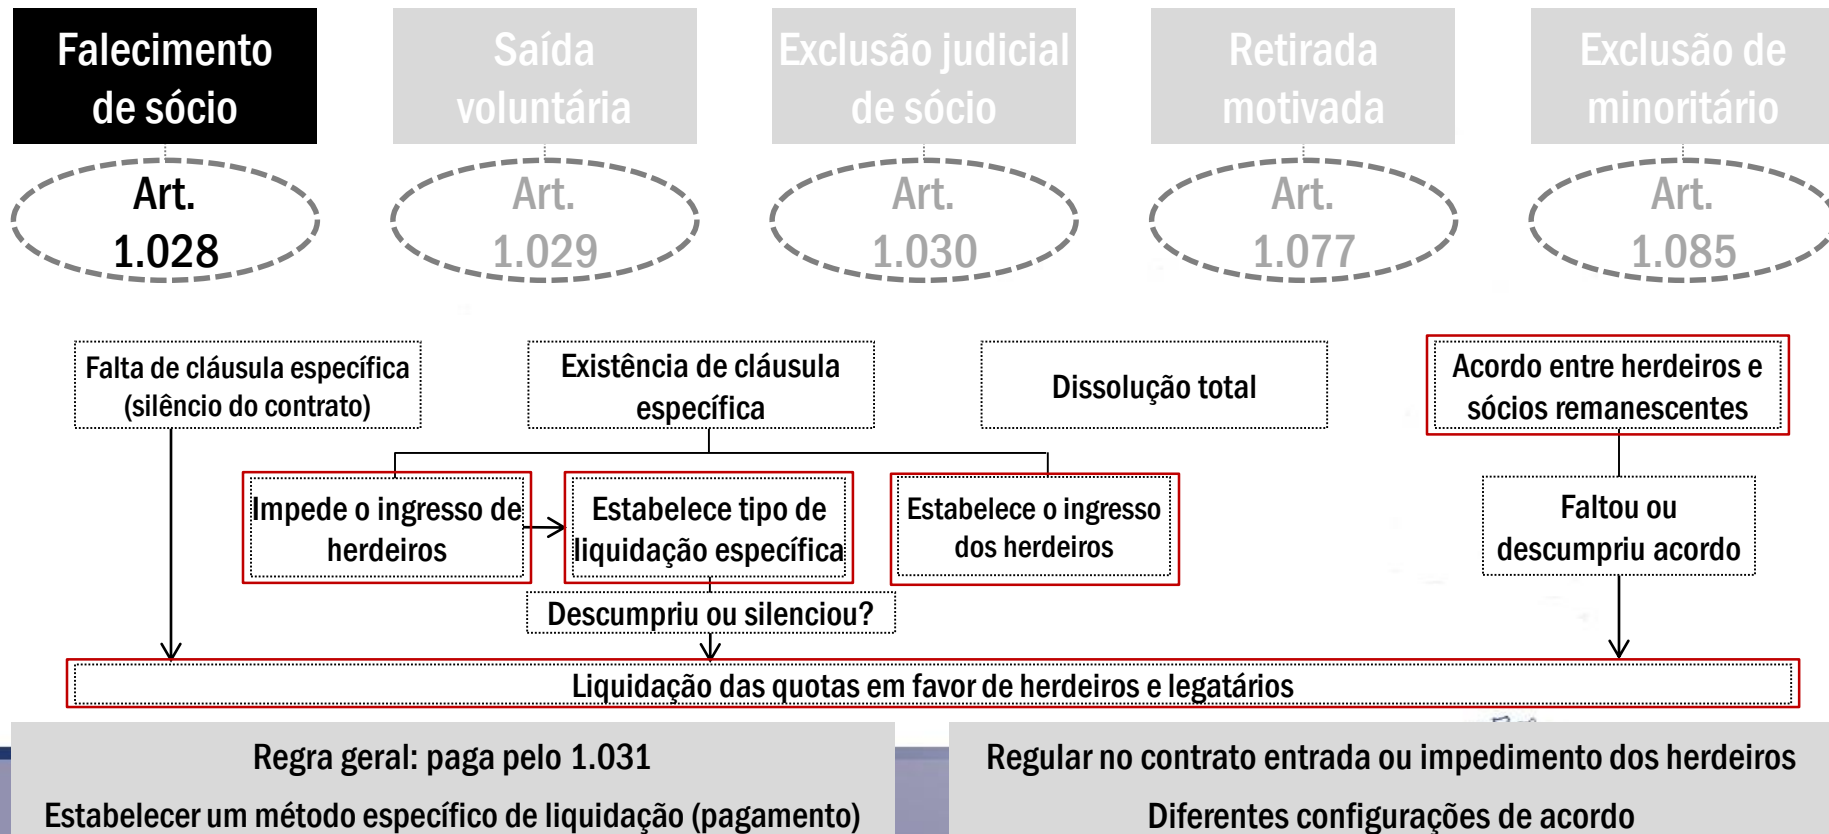 Falecimento
de sócio
Saída
voluntária
Exclusão judicial
de sócio
Retirada
motivada
Exclusão de
minoritário
Art.
1.028
Art.
1.029
Art.
1.030
Art.
1.077
Art.
1.085
Falta de cláusula específica
(silêncio do contrato)
Existência de cláusula
específica
Dissolução total
Acordo entre herdeiros e
sócios remanescentes
Impede o ingresso de
herdeiros
Estabelece tipo de
liquidação específica
Estabelece o ingresso
dos herdeiros
Faltou ou
descumpriu acordo
Descumpriu ou silenciou?
Liquidação das quotas em favor de herdeiros e legatários
Regra geral: paga pelo 1.031
Estabelecer um método específico de liquidação (pagamento)
Regular no contrato entrada ou impedimento dos herdeiros
Diferentes configurações de acordo